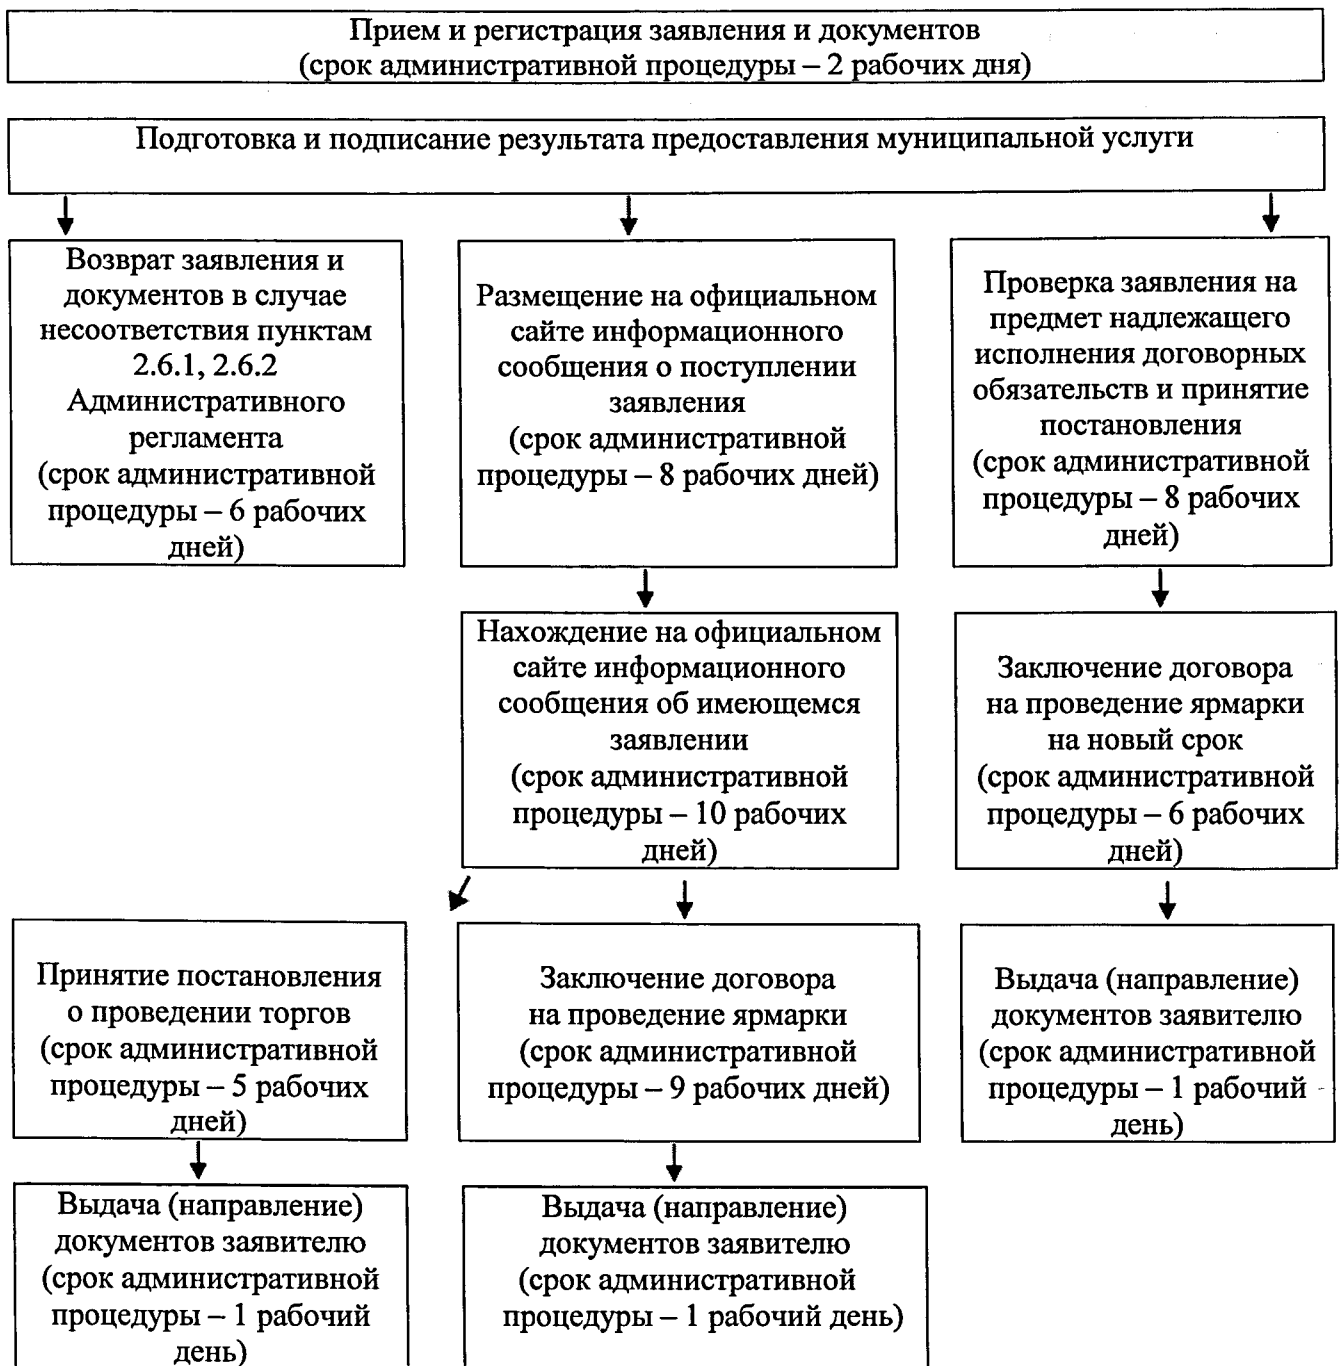 Прием и регистрация заявления и документов
(срок административной процедуры – 2 рабочих дня)
Подготовка и подписание результата предоставления муниципальной услуги
Возврат заявления и
документов в случае
несоответствия пунктам
2.6.1, 2.6.2
Административного
регламента
(срок административной
процедуры – 6 рабочих
дней)
Размещение на официальном
сайте информационного
сообщения о поступлении
заявления
(срок административной
процедуры – 8 рабочих дней)
Проверка заявления на
предмет надлежащего
исполнения договорных
обязательств и принятие
постановления
(срок административной
процедуры – 8 рабочих
дней)
Нахождение на официальном
сайте информационного
сообщения об имеющемся
заявлении
(срок административной
процедуры – 10 рабочих
дней)
Заключение договора
на проведение ярмарки
на новый срок
(срок административной
процедуры – 6 рабочих
дней)
Принятие постановления
о проведении торгов
(срок административной
процедуры – 5 рабочих
дней)
Заключение договора
на проведение ярмарки
(срок административной
процедуры – 9 рабочих дней)
Выдача (направление)
документов заявителю
(срок административной
процедуры – 1 рабочий
день)
Выдача (направление)
документов заявителю
(срок административной
процедуры – 1 рабочий
день)
Выдача (направление)
документов заявителю
(срок административной
процедуры – 1 рабочий день)